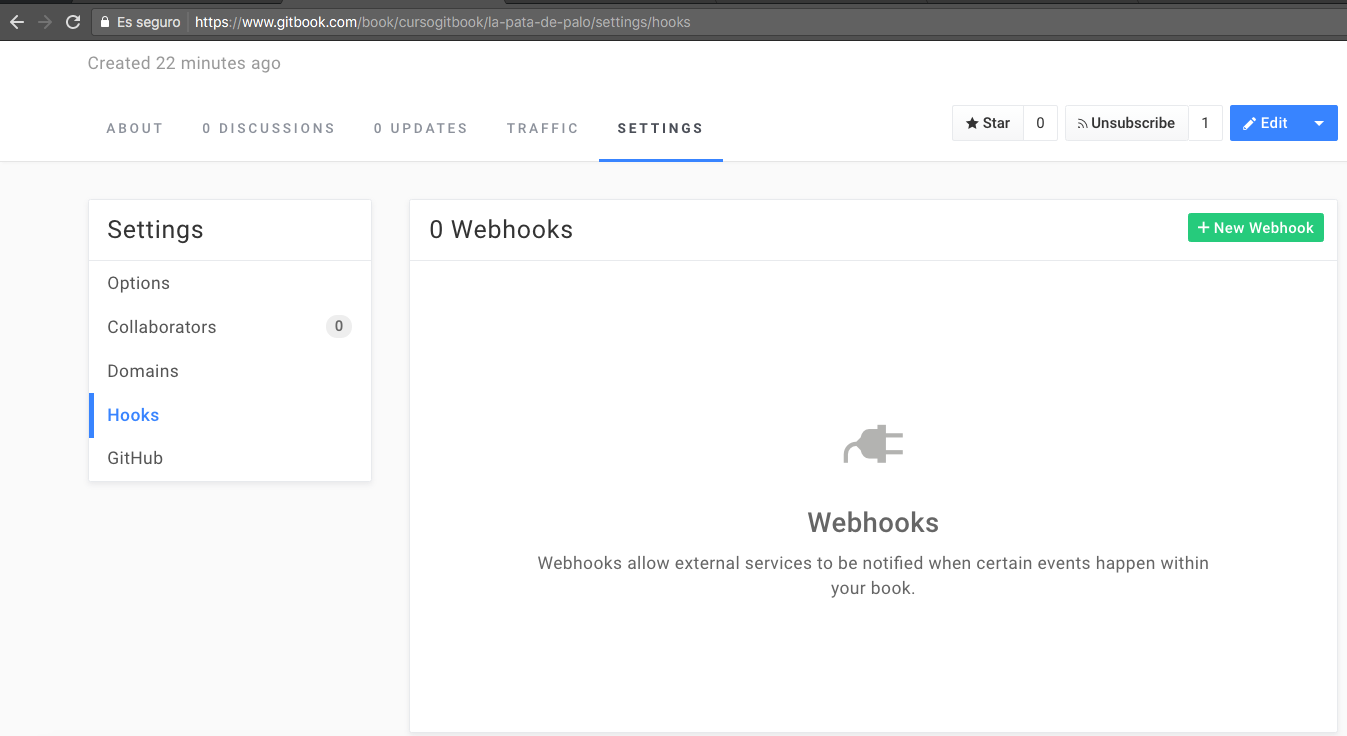 Es seguro https://www.gitbook.com/book/cursogitbook/la-pata-de-palo/settings/hooks
Created 22 minutes ago
ABOUT 0 DISCUSSIONS 0 UPDATES TRAFFIC SETTINGS Star 0 Unsubscribe 1 Edit
Settings
Options
Collaborators 0
Domains
Hooks
GitHub
0 Webhooks + New Webhook
Webhooks
Webhooks allow external services to be notified when certain events happen within
your book.